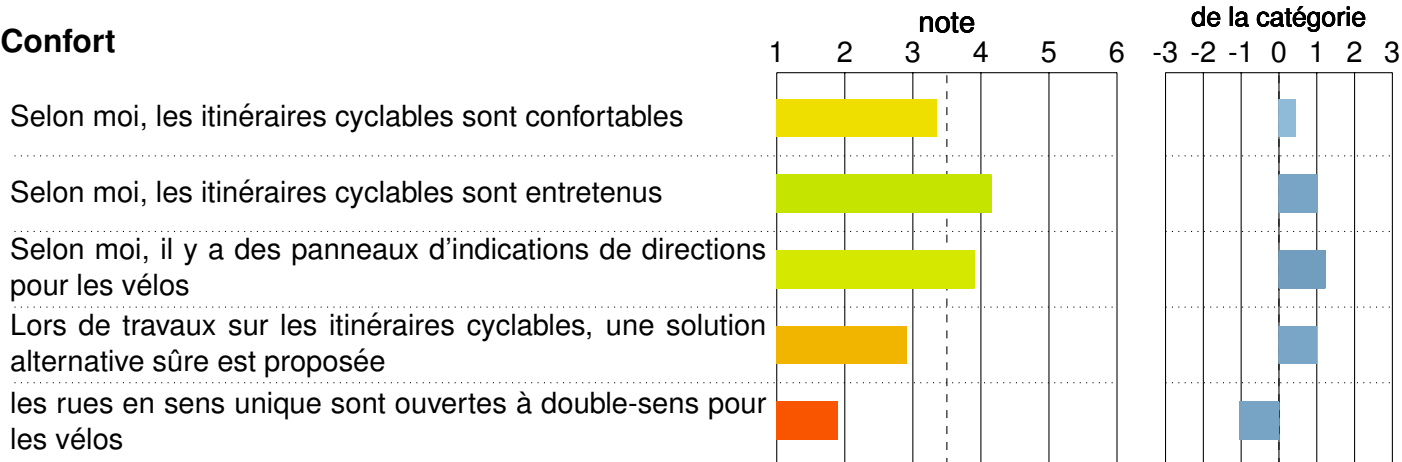 note
de la catégorie
Confort
1 2 3 4 5 6
-3 -2 -1 0 1 2 3
Selon moi, les itinéraires cyclables sont confortables
Selon moi, les itinéraires cyclables sont entretenus
Selon moi, il y a des panneaux d'indications de directions
pour les vélos
Lors de travaux sur les itinéraires cyclables, une solution
alternative sûre est proposée
les rues en sens unique sont ouvertes à double-sens pour
les vélos